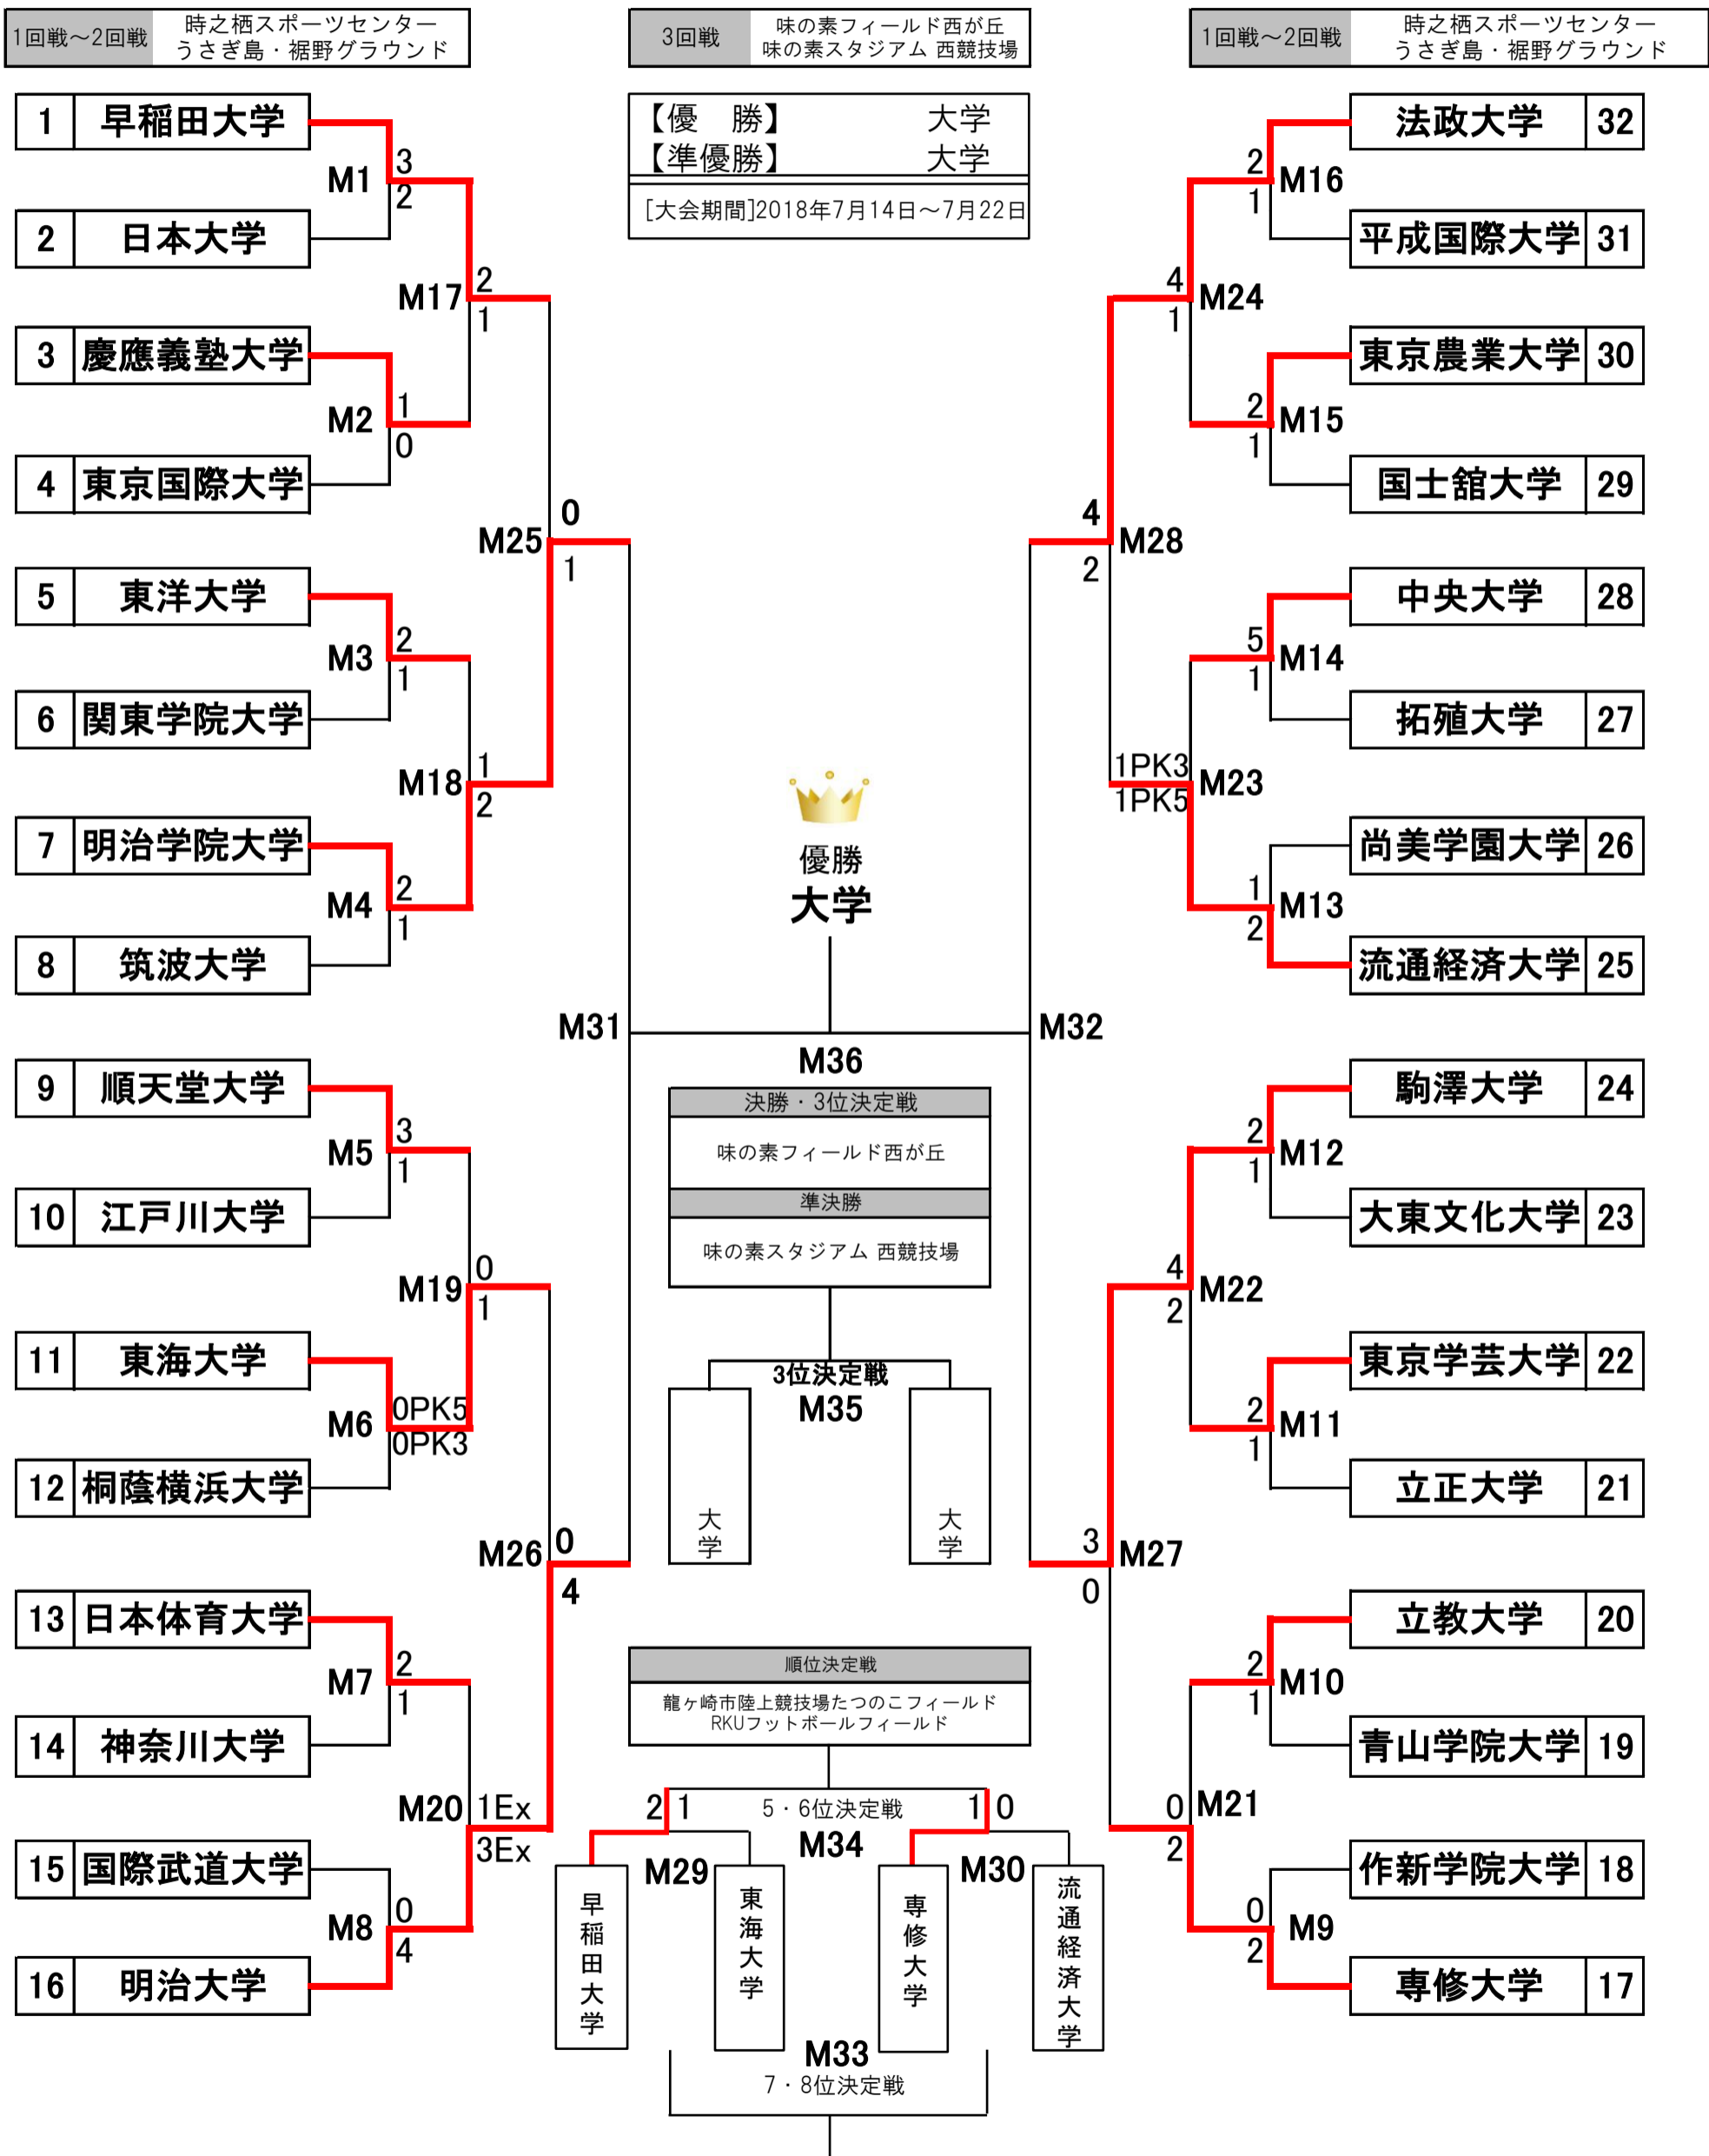 1回戦～2回戦
時之栖スポーツセンター
うさぎ島・裾野グラウンド
3回戦
味の素フィールド西が丘
味の素スタジアム 西競技場
1回戦～2回戦
時之栖スポーツセンター
うさぎ島・裾野グラウンド
【優　勝】 大学
【準優勝】 大学
[大会期間]2018年7月14日～7月22日
1 早稲田大学
M1
3
2
2 日本大学
M17
2
1
3 慶應義塾大学
M2
1
0
4 東京国際大学
M25
0
1
5 東洋大学
M3
2
1
6 関東学院大学
M18
1
2
7 明治学院大学
M4
2
1
8 筑波大学
M31
9 順天堂大学
M5
3
1
10 江戸川大学
M19
0
1
11 東海大学
M6
0PK5
0PK3
12 桐蔭横浜大学
M26
0
4
13 日本体育大学
M7
2
1
14 神奈川大学
M20
1Ex
3Ex
15 国際武道大学
M8
0
4
16 明治大学
優勝
大学
M36
決勝・3位決定戦
味の素フィールド西が丘
準決勝
味の素スタジアム 西競技場
3位決定戦
M35
大学
大学
順位決定戦
龍ヶ崎市陸上競技場たつのこフィールド
RKUフットボールフィールド
2 1
5・6位決定戦
1 0
M34
M29
M30
早稲田大学
東海大学
専修大学
流通経済大学
M33
7・8位決定戦
法政大学 32
2
1
M16
平成国際大学 31
4
1
M24
東京農業大学 30
2
1
M15
国士舘大学 29
4
2
M28
中央大学 28
5
1
M14
拓殖大学 27
1PK3
1PK5
M23
尚美学園大学 26
1
2
M13
流通経済大学 25
M32
駒澤大学 24
2
1
M12
大東文化大学 23
4
2
M22
東京学芸大学 22
2
1
M11
立正大学 21
3
0
M27
立教大学 20
2
1
M10
青山学院大学 19
0
2
M21
作新学院大学 18
0
2
M9
専修大学 17